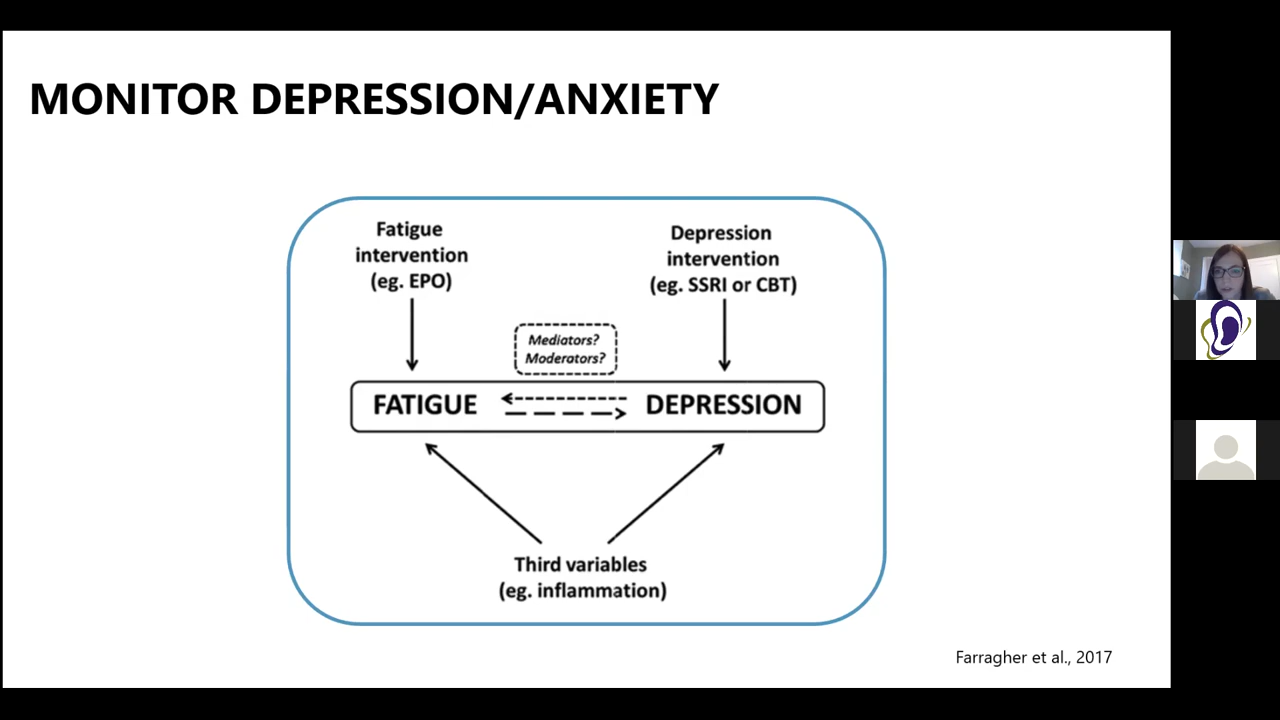 MONITOR DEPRESSION/ANXIETY
Fatigue
intervention
(eg. EPO)
Depression
intervention
(eg. SSRI or CBT)
Mediators?
Moderators?
FATIGUE
DEPRESSION
Third variables
(eg. inflammation)
Farragher et al., 2017